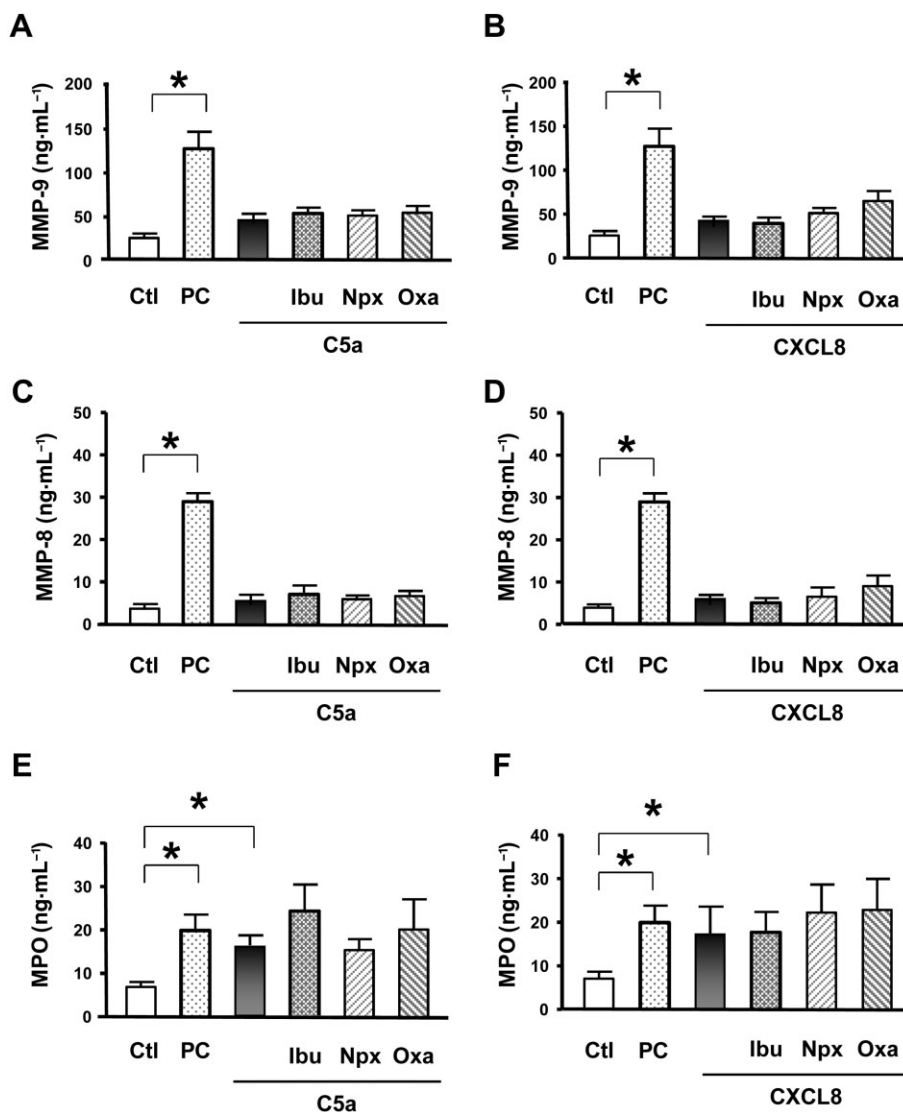 A
B
*
*
MMP-9 (ng·mL⁻¹)
200
150
100
50
0
MMP-9 (ng·mL⁻¹)
200
150
100
50
0
Ctl PC Ibu Npx Oxa
Ctl PC Ibu Npx Oxa
C5a
CXCL8
C
D
*
*
MMP-8 (ng·mL⁻¹)
50
40
30
20
10
0
MMP-8 (ng·mL⁻¹)
50
40
30
20
10
0
Ctl PC Ibu Npx Oxa
Ctl PC Ibu Npx Oxa
C5a
CXCL8
E
F
*
*
*
*
MPO (ng·mL⁻¹)
40
30
20
10
0
MPO (ng·mL⁻¹)
40
30
20
10
0
Ctl PC Ibu Npx Oxa
Ctl PC Ibu Npx Oxa
C5a
CXCL8